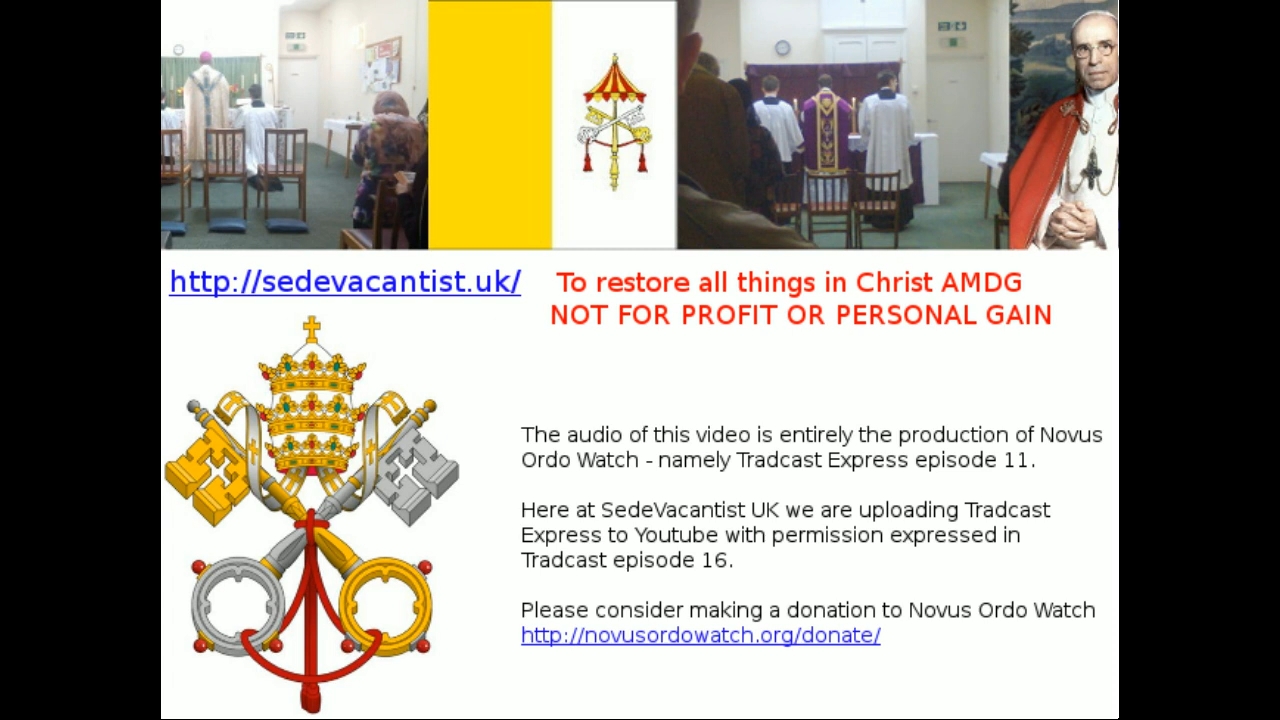 http://sedevacantist.uk/
To restore all things in Christ AMDG
NOT FOR PROFIT OR PERSONAL GAIN
The audio of this video is entirely the production of Novus
Ordo Watch - namely Tradcast Express episode 11.
Here at SedeVacantist UK we are uploading Tradcast
Express to Youtube with permission expressed in
Tradcast episode 16.
Please consider making a donation to Novus Ordo Watch
http://novusordowatch.org/donate/